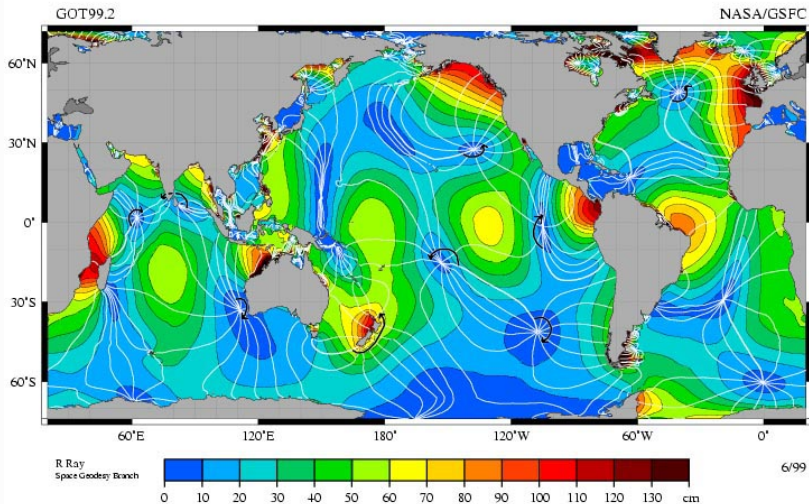 GOT99.2 NASA/GSFC
60°N
30°N
0°
30°S
60°S
60°E 120°E 180° 120°W 60°W 0°
R Ray 6/99
Space Geodesy Branch
0 10 20 30 40 50 60 70 80 90 100 110 120 130 cm